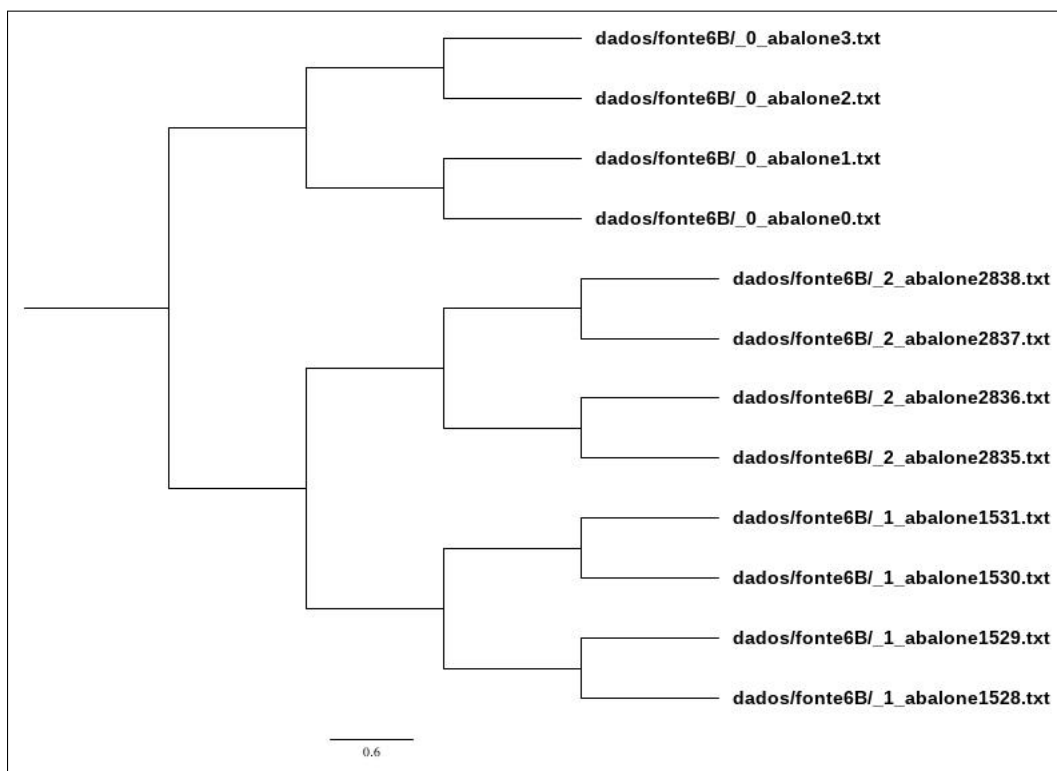 dados/fonte6B/_0_abalone3.txt
dados/fonte6B/_0_abalone2.txt
dados/fonte6B/_0_abalone1.txt
dados/fonte6B/_0_abalone0.txt
dados/fonte6B/_2_abalone2838.txt
dados/fonte6B/_2_abalone2837.txt
dados/fonte6B/_2_abalone2836.txt
dados/fonte6B/_2_abalone2835.txt
dados/fonte6B/_1_abalone1531.txt
dados/fonte6B/_1_abalone1530.txt
dados/fonte6B/_1_abalone1529.txt
dados/fonte6B/_1_abalone1528.txt
0.6